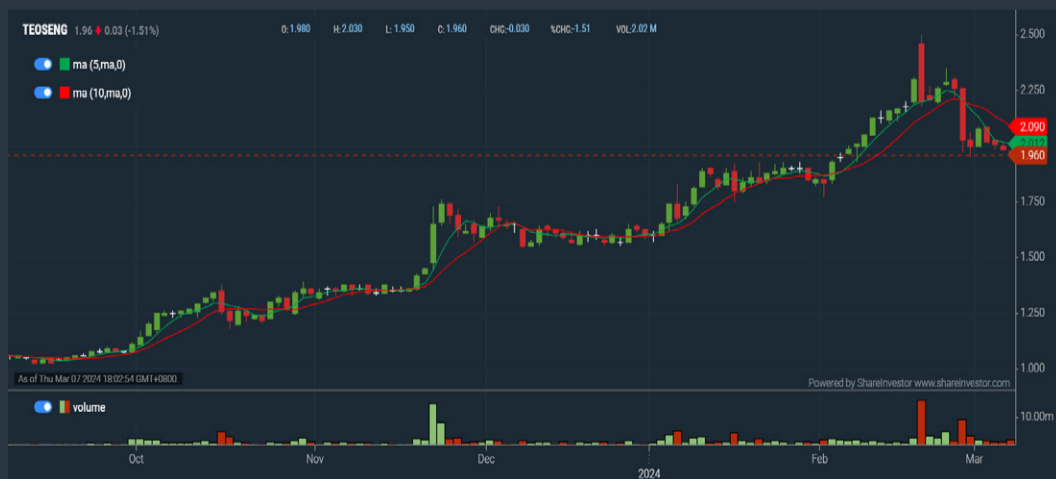 TEOSENG 1.96 0.03 (-1.51%) O:1.980 H:2.030 L:1.950 C:1.960 CHG:-0.030 %CHG:-1.51 VOL:2.02 M
ma (5,ma,0)
ma (10,ma,0)
2.500
2.250
2.090
2.012
1.960
1.750
1.500
1.250
1.000
As of Thu Mar 07 2024 18:02:54 GMT+0800.
Powered by ShareInvestor www.shareinvestor.com
volume
10.00m
Oct Nov Dec Feb Mar
2024